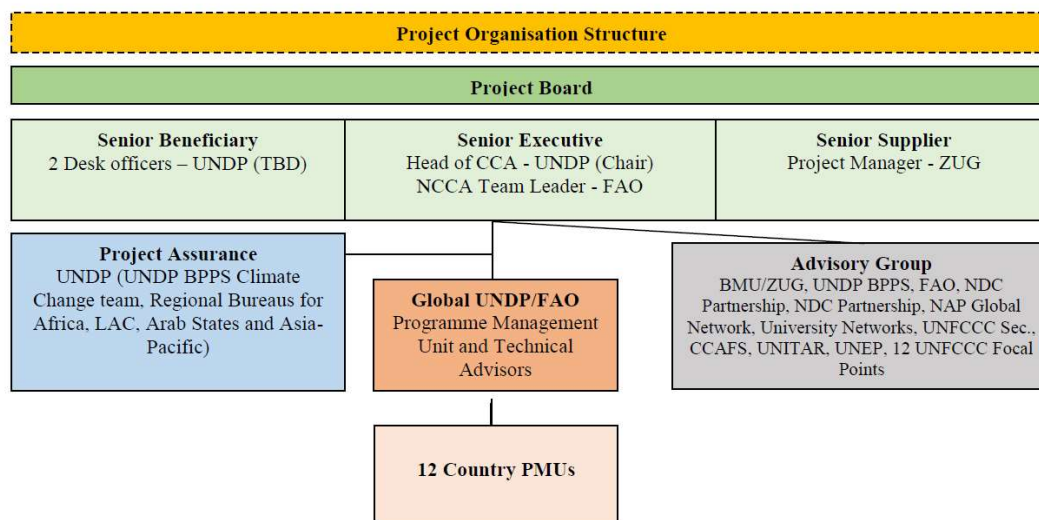 Project Organisation Structure
Project Board
Senior Beneficiary
2 Desk officers – UNDP (TBD)
Senior Executive
Head of CCA - UNDP (Chair)
NCCA Team Leader - FAO
Senior Supplier
Project Manager - ZUG
Project Assurance
UNDP (UNDP BPPS Climate
Change team, Regional Bureaus for
Africa, LAC, Arab States and Asia-
Pacific)
Global UNDP/FAO
Programme Management
Unit and Technical
Advisors
Advisory Group
BMU/ZUG, UNDP BPPS, FAO, NDC
Partnership, NDC Partnership, NAP Global
Network, University Networks, UNFCCC Sec.,
CCAFS, UNITAR, UNEP, 12 UNFCCC Focal
Points
12 Country PMUs